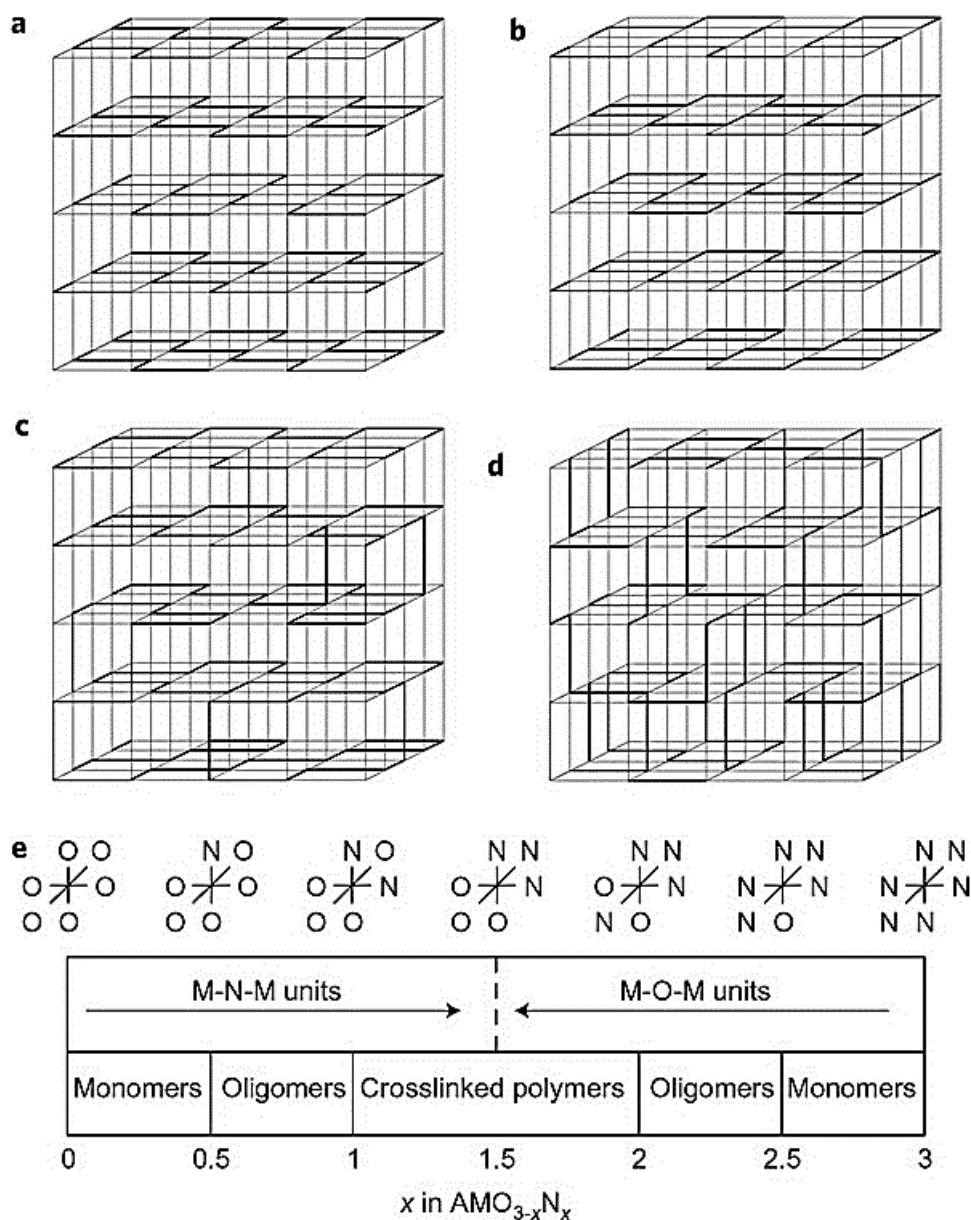 a
b
c
d
e
O O N O N O N N N N N N N N
O O O O O N O N O N N N N N
O O O O O O O O N O N O N N
M-N-M units M-O-M units
Monomers Oligomers Crosslinked polymers Oligomers Monomers
0 0.5 1 1.5 2 2.5 3
x in AMO3-xNx